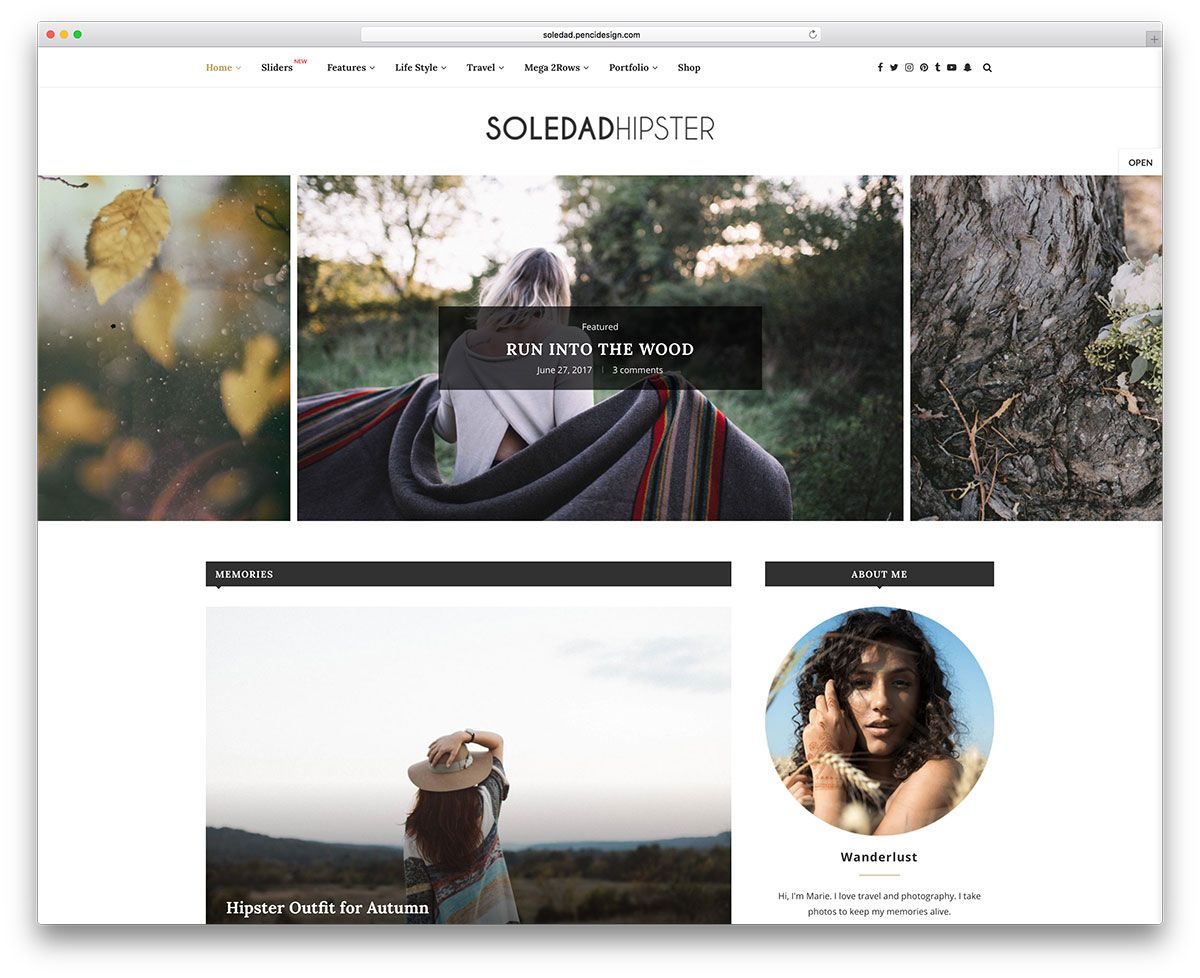 soledad.pencidesign.com
Home Sliders NEW Features Life Style Travel Mega 2Rows Portfolio Shop
SOLEDADHIPSTER
OPEN
Featured
RUN INTO THE WOOD
June 27, 2017 | 3 comments
MEMORIES
ABOUT ME
Hipster Outfit for Autumn
Wanderlust
Hi, I'm Marie. I love travel and photography. I take
photos to keep my memories alive.